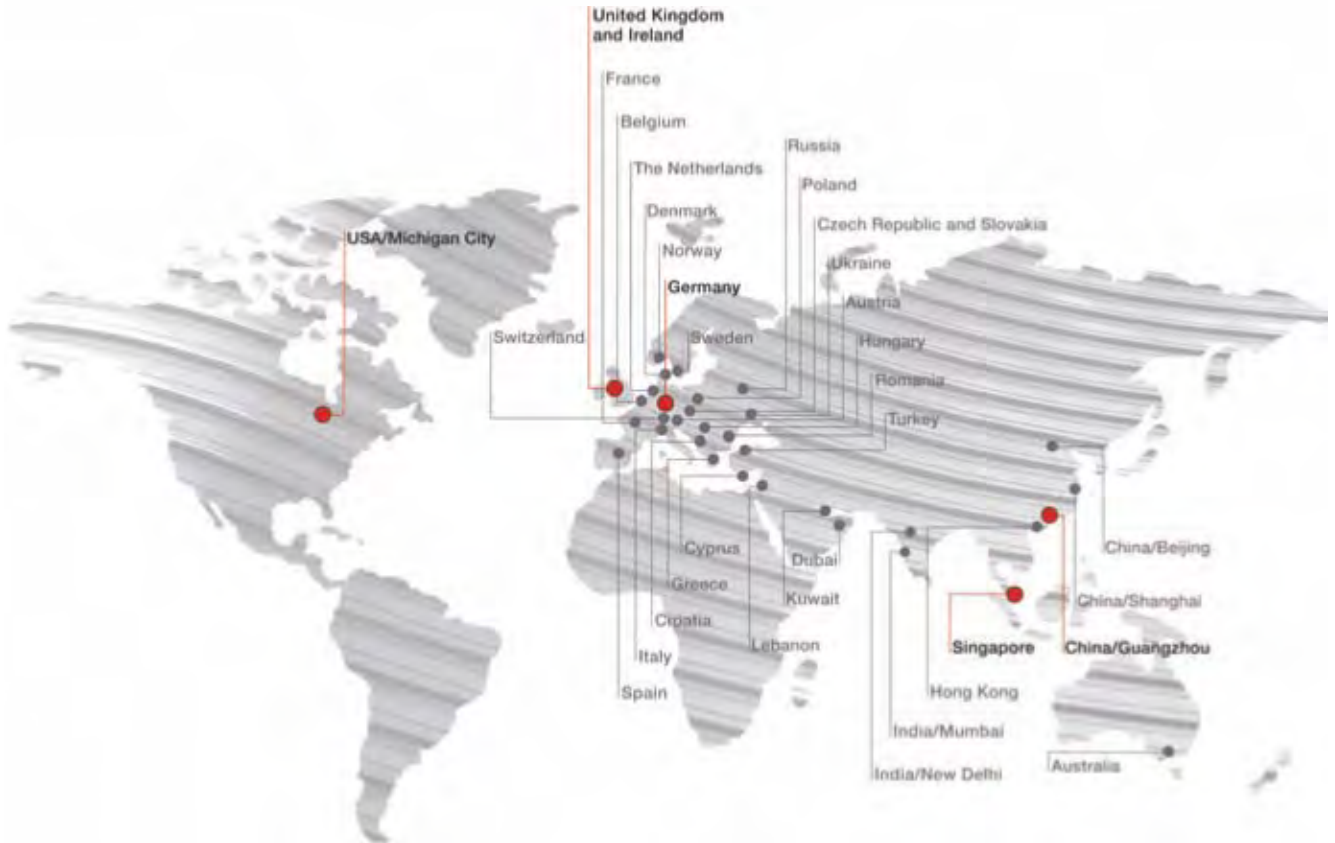 United Kingdom
and Ireland
France
Belgium
Russia
The Netherlands
Poland
Denmark
Czech Republic and Slovakia
USA/Michigan City
Norway
Ukraine
Germany
Austria
Switzerland
Sweden
Hungary
Romania
Turkey
Cyprus
Dubai
China/Beijing
Greece
Kuwait
China/Shanghai
Croatia
Lebanon
Singapore
China/Guangzhou
Italy
Spain
Hong Kong
India/Mumbai
India/New Delhi
Australia